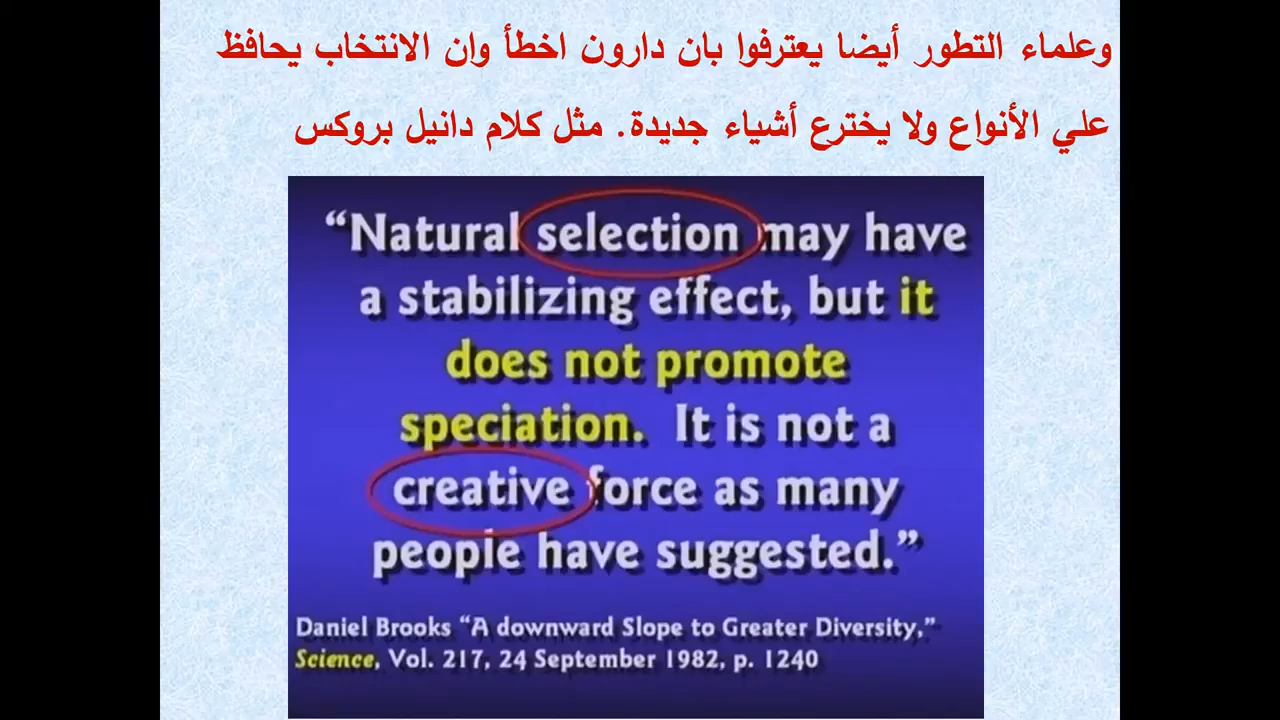 وعلماء التطور أيضا يعترفوا بان دارون اخطأ وان الانتخاب يحافظ
علي الأنواع ولا يخترع أشياء جديدة. مثل كلام دانيل بروكس
“Natural selection may have
a stabilizing effect, but it
does not promote
speciation. It is not a
creative force as many
people have suggested.”
Daniel Brooks “A downward Slope to Greater Diversity,”
Science, Vol. 217, 24 September 1982, p. 1240